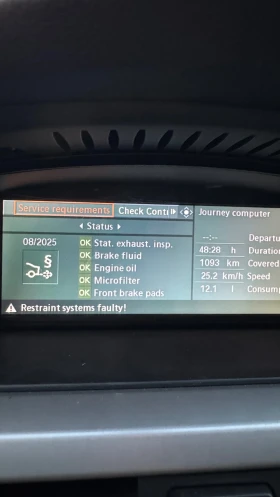 Service requirements Check Cont
Status
08/2025
§
OK Stat. exhaust. insp.
OK Brake fluid
OK Engine oil
OK Microfilter
OK Front brake pads
Restraint systems faulty!
Journey computer
--:-- Departu
48:28 h Duration
1093 km Covered
25.2 km/h Speed
12.1 l Consum